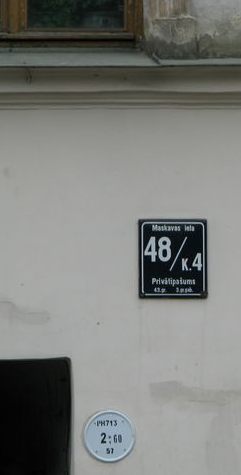 Maskavas iela
48/K.4
Privātīpašums
PH713
2:60
57